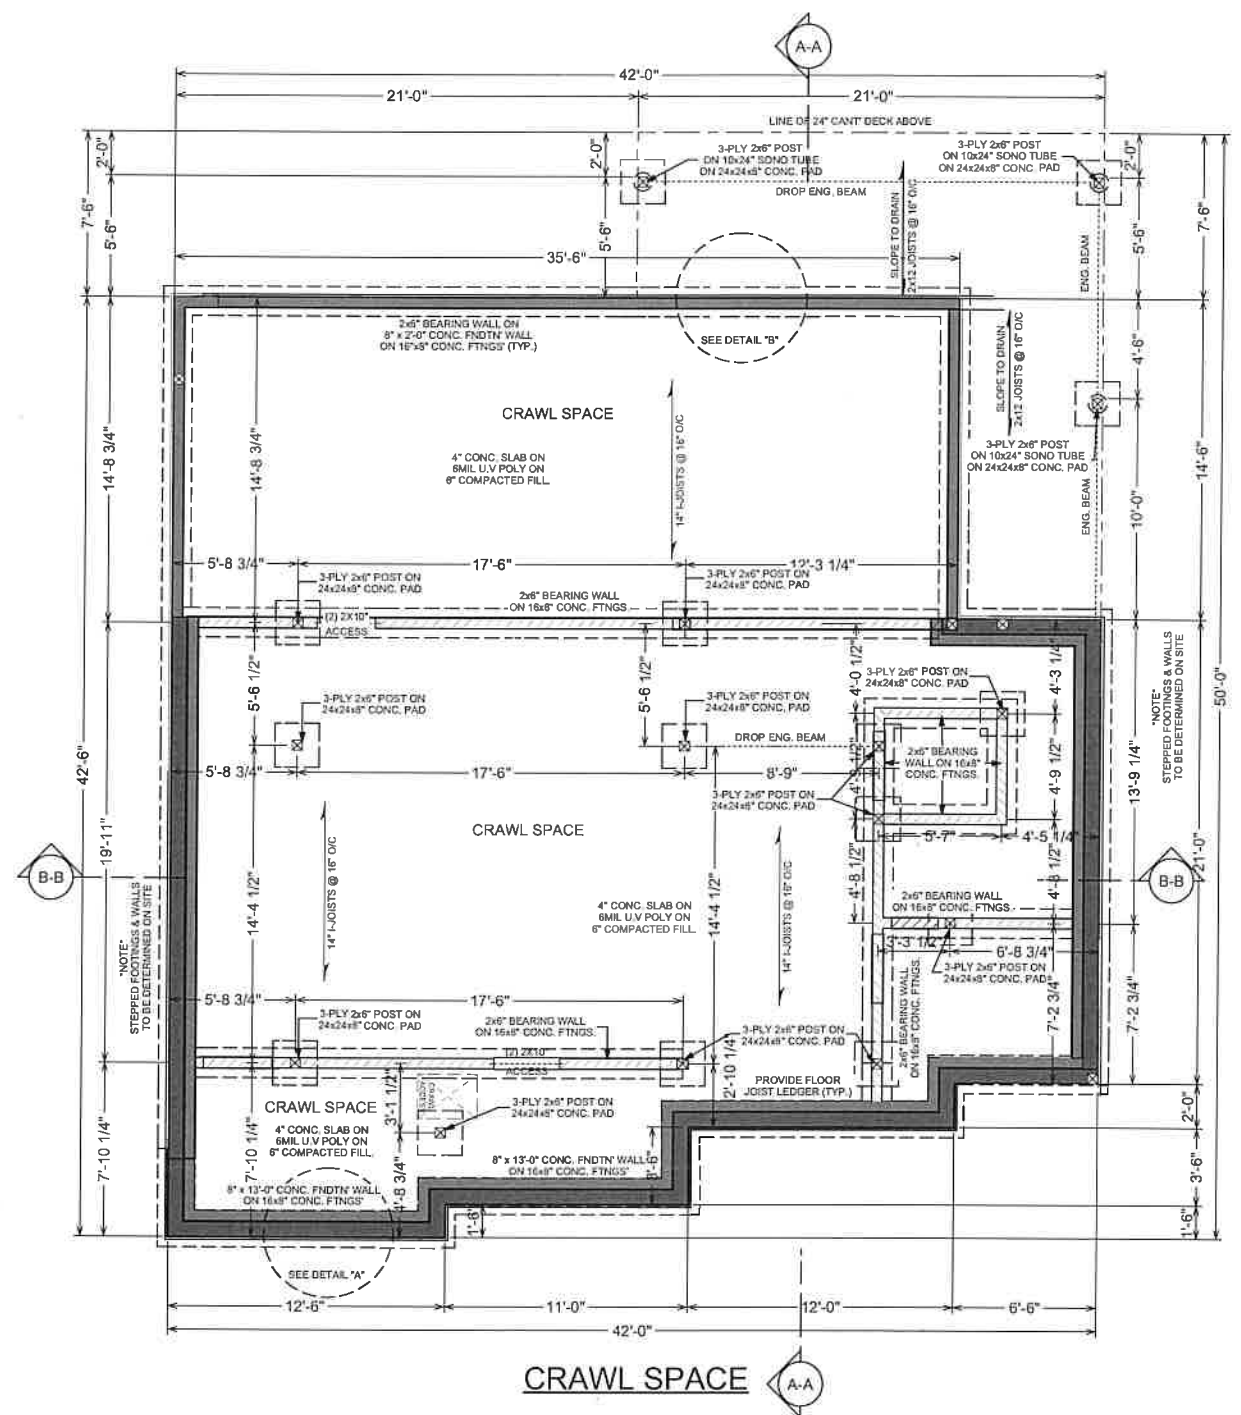 A-A
42'-0"
21'-0"
21'-0"
LINE OF 24" CANT' DECK ABOVE
2'-0"
7'-6"
5'-6"
2'-0"
5'-6"
3-PLY 2x6" POST
ON 10x24" SONO TUBE
ON 24x24x8" CONC. PAD
3-PLY 2x6" POST
ON 10x24" SONO TUBE
ON 24x24x8" CONC. PAD
2'-0"
DROP ENG. BEAM
SLOPE TO DRAIN
2x12 JOISTS @ 16" O/C
ENG. BEAM
5'-6"
7'-6"
35'-6"
2x6" BEARING WALL ON
8" x 2'-0" CONC. FNDTN' WALL
ON 16"x8" CONC. FTNGS' (TYP.)
SEE DETAIL "B"
SLOPE TO DRAIN
2x12 JOISTS @ 16" O/C
4'-6"
CRAWL SPACE
14'-8 3/4"
14'-8 3/4"
4" CONC. SLAB ON
6MIL U.V POLY ON
6" COMPACTED FILL
14" I-JOISTS @ 16" O/C
3-PLY 2x6" POST
ON 10x24" SONO TUBE
ON 24x24x8" CONC. PAD
14'-6"
ENG. BEAM
10'-0"
5'-8 3/4"
17'-6"
12'-3 1/4"
3-PLY 2x6" POST ON
24x24x8" CONC. PAD
2x6" BEARING WALL
ON 16x8" CONC. FTNGS.
3-PLY 2x6" POST ON
24x24x8" CONC. PAD
(2) 2X10"
ACCESS
5'-6 1/2"
5'-6 1/2"
4'-0 1/2"
4'-3 1/4"
3-PLY 2x6" POST ON
24x24x8" CONC. PAD
3-PLY 2x6" POST ON
24x24x8" CONC. PAD
3-PLY 2x6" POST ON
24x24x8" CONC. PAD
"NOTE"
STEPPED FOOTINGS & WALLS
TO BE DETERMINED ON SITE
50'-0"
DROP ENG. BEAM
2x6" BEARING
WALL ON 16x8"
CONC. FTNGS.
4'-9 1/2"
4'-9 1/2"
13'-9 1/4"
42'-6"
5'-8 3/4"
17'-6"
8'-9"
3-PLY 2x6" POST ON
24x24x8" CONC. PAD
CRAWL SPACE
5'-7"
4'-5 1/4"
19'-11"
21'-0"
B-B
B-B
14" I-JOISTS @ 16" O/C
14'-4 1/2"
14'-4 1/2"
14" I-JOISTS @ 16" O/C
4'-8 1/2"
4'-8 1/2"
2x6" BEARING WALL
ON 16x8" CONC. FTNGS.
4" CONC. SLAB ON
6MIL U.V POLY ON
6" COMPACTED FILL
"NOTE"
STEPPED FOOTINGS & WALLS
TO BE DETERMINED ON SITE
3'-3 1/2"
6'-8 3/4"
3-PLY 2x6" POST ON
24x24x8" CONC. PAD
5'-8 3/4"
17'-6"
7'-2 3/4"
7'-2 3/4"
3-PLY 2x6" POST ON
24x24x8" CONC PAD
2x6" BEARING WALL
ON 16x8" CONC. FTNGS.
3-PLY 2x6" POST ON
24x24x8" CONC. PAD
2x6" BEARING WALL
ON 16x8" CONC. FTNGS.
(2) 2X10"
ACCESS
2'-10 1/4"
PROVIDE FLOOR
JOIST LEDGER (TYP.)
CRAWL
ACCESS
CRAWL SPACE
3'-1 1/2"
3-PLY 2x6" POST ON
24x24x8" CONC. PAD
2'-0"
7'-10 1/4"
7'-10 1/4"
4" CONC. SLAB ON
6MIL U.V POLY ON
6" COMPACTED FILL
8" x 13'-0" CONC. FNDTN' WALL
ON 16x8" CONC. FTNGS'
3'-6"
3'-6"
8" x 13'-0" CONC. FNDTN' WALL
ON 16x8" CONC. FTNGS'
4'-8 3/4"
1'-6"
1'-6"
SEE DETAIL "A"
12'-6"
11'-0"
12'-0"
6'-6"
42'-0"
CRAWL SPACE
A-A